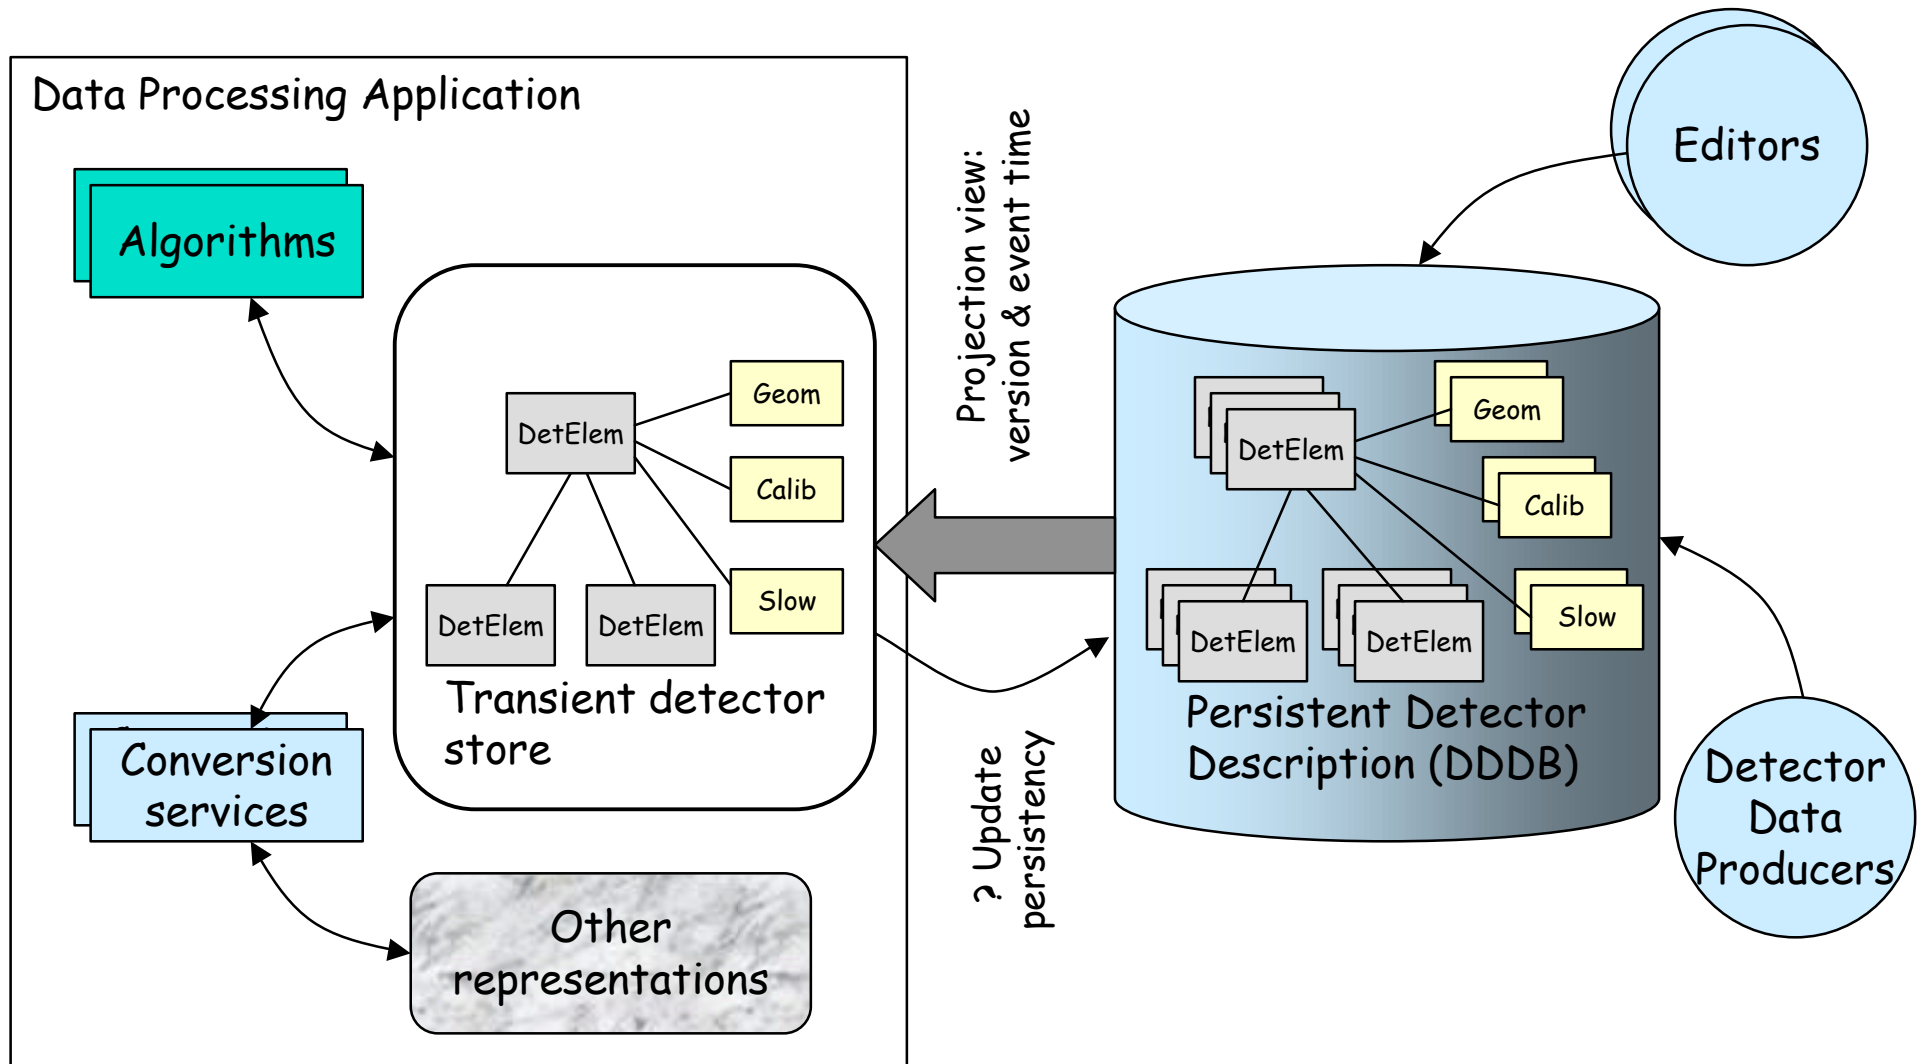 Data Processing Application
Algorithms
Geom
DetElem
Calib
Slow
DetElem
DetElem
Transient detector
store
Conversion
services
Other
representations
Projection view:
version & event time
? Update
persistency
Editors
Geom
DetElem
Calib
Slow
DetElem
DetElem
Persistent Detector
Description (DDDB)
Detector
Data
Producers